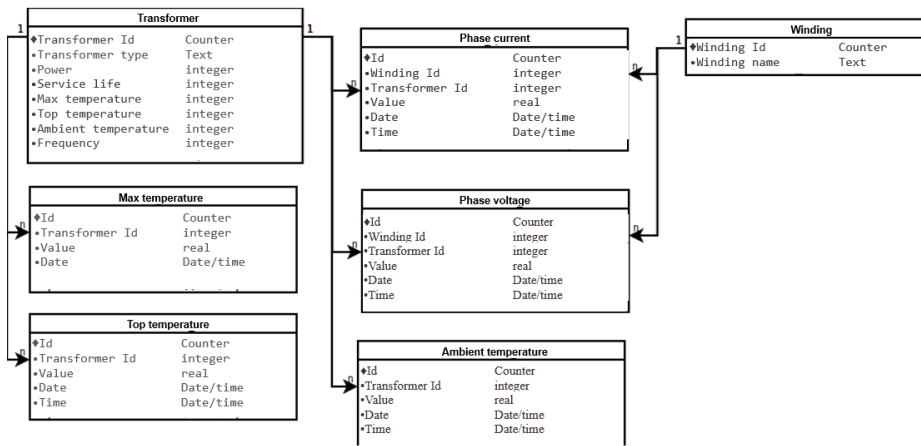 Transformer
♦Transformer Id Counter
•Transformer type Text
•Power integer
•Service life integer
•Max temperature integer
•Top temperature integer
•Ambient temperature integer
•Frequency integer
1
1
Max temperature
♦Id Counter
•Transformer Id integer
•Value real
•Date Date/time
n
Top temperature
♦Id Counter
•Transformer Id integer
•Value real
•Date Date/time
•Time Date/time
n
Phase current
♦Id Counter
•Winding Id integer
•Transformer Id integer
•Value real
•Date Date/time
•Time Date/time
n
n
Phase voltage
♦Id Counter
•Winding Id integer
•Transformer Id integer
•Value real
•Date Date/time
•Time Date/time
n
n
Ambient temperature
♦Id Counter
•Transformer Id integer
•Value real
•Date Date/time
•Time Date/time
n
Winding
♦Winding Id Counter
•Winding name Text
1